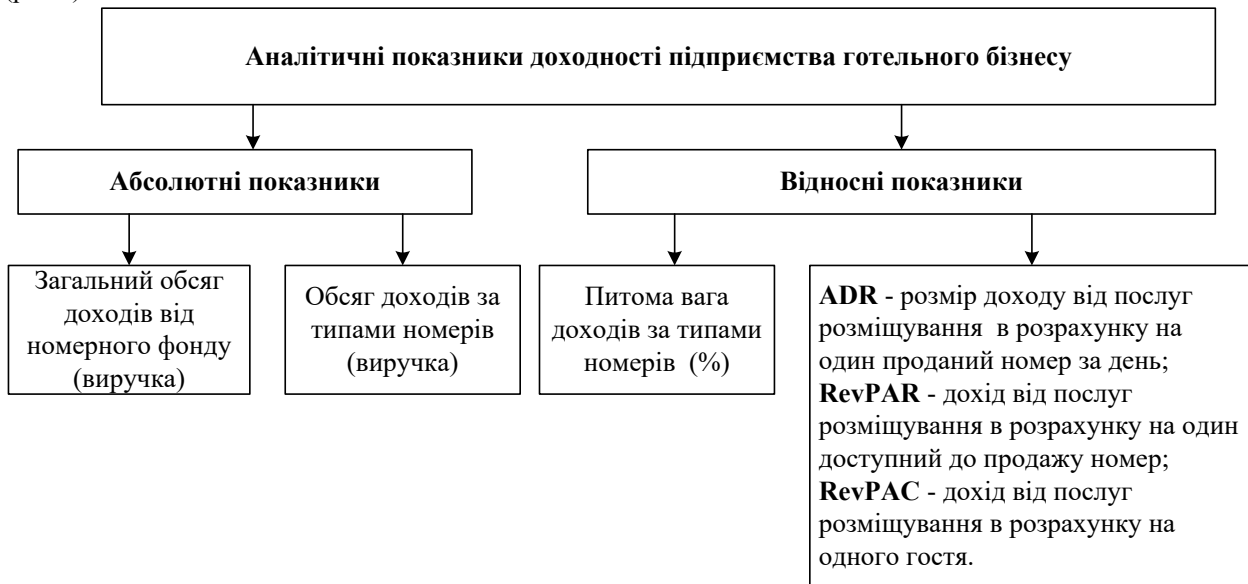 Аналітичні показники доходності підприємства готельного бізнесу
Абсолютні показники
Відносні показники
Загальний обсяг
доходів від
номерного фонду
(виручка)
Обсяг доходів за
типами номерів
(виручка)
Питома вага
доходів за типами
номерів (%)
ADR - розмір доходу від послуг
розміщування в розрахунку на
один проданий номер за день;
RevPAR - дохід від послуг
розміщування в розрахунку на один
доступний до продажу номер;
RevPAC - дохід від послуг
розміщування в розрахунку на
одного гостя.